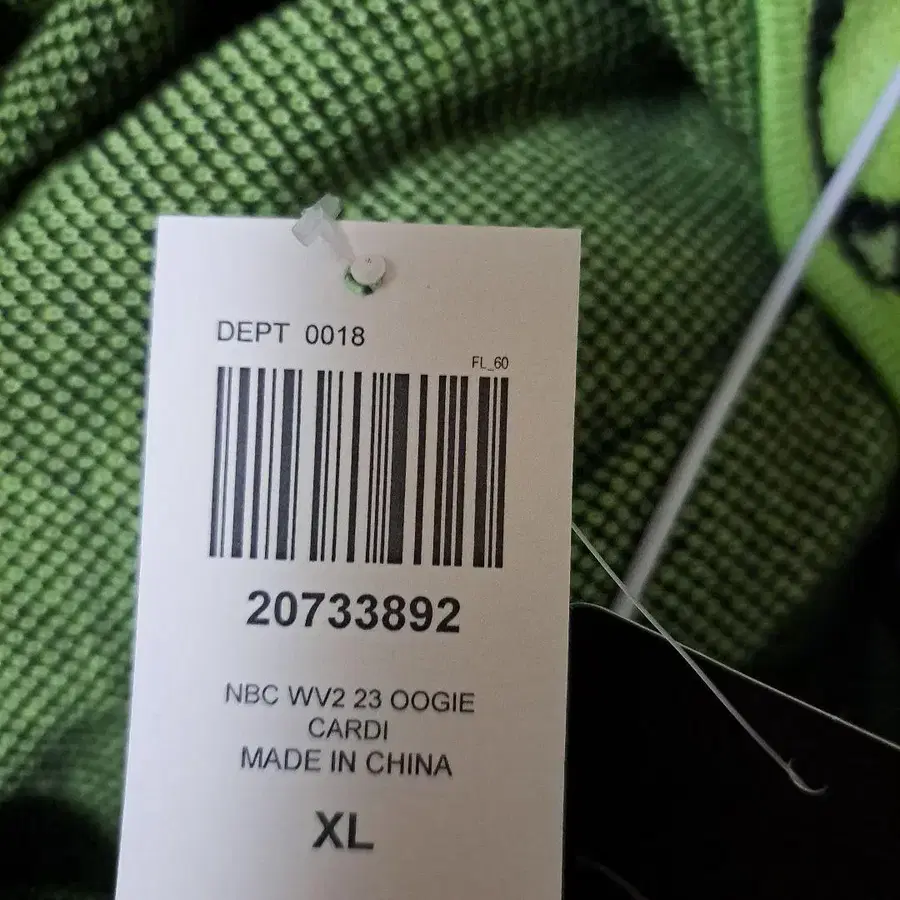 DEPT 0018
FL_60
20733892
NBC WV2 23 OOGIE
CARDI
MADE IN CHINA
XL